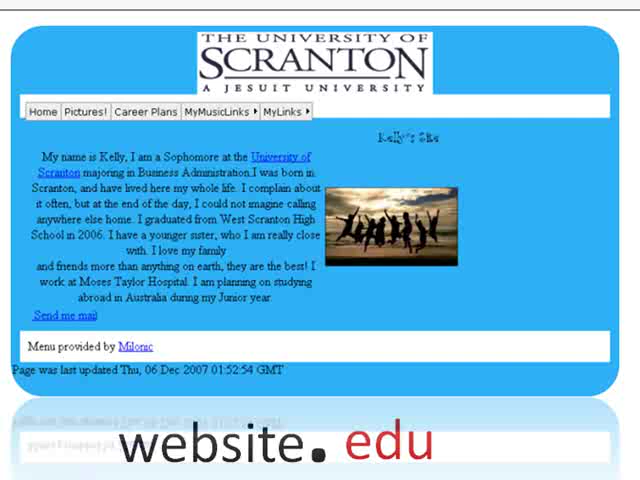 THE UNIVERSITY OF
SCRANTON
A JESUIT UNIVERSITY
Home Pictures! Career Plans MyMusicLinks MyLinks
Kelly's Site
My name is Kelly, I am a Sophomore at the University of
Scranton majoring in Business Administration.I was born in
Scranton, and have lived here my whole life. I complain about
it often, but at the end of the day, I could not imagine calling
anywhere else home. I graduated from West Scranton High
School in 2006. I have a younger sister, who I am really close
with. I love my family
and friends more than anything on earth, they are the best! I
work at Moses Taylor Hospital. I am planning on studying
abroad in Australia during my Junior year
Send me mail
Menu provided by Milonic
Page was last updated Thu, 06 Dec 2007 01:52:54 GMT
website.edu